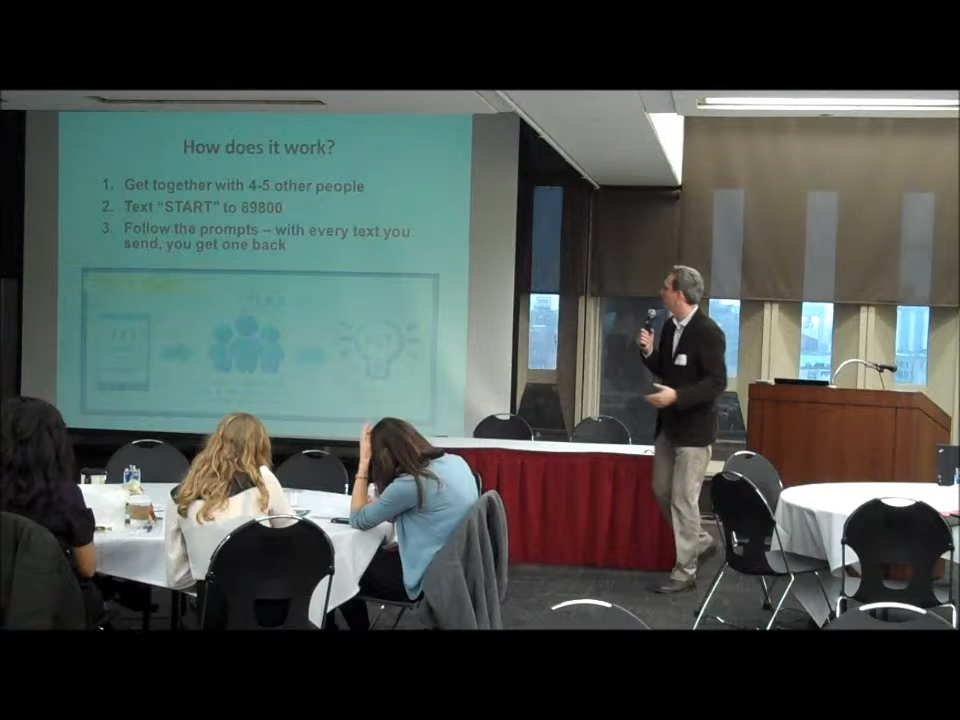 How does it work?
1. Get together with 4-5 other people
2. Text “START” to 89800
3. Follow the prompts – with every text you
send, you get one back